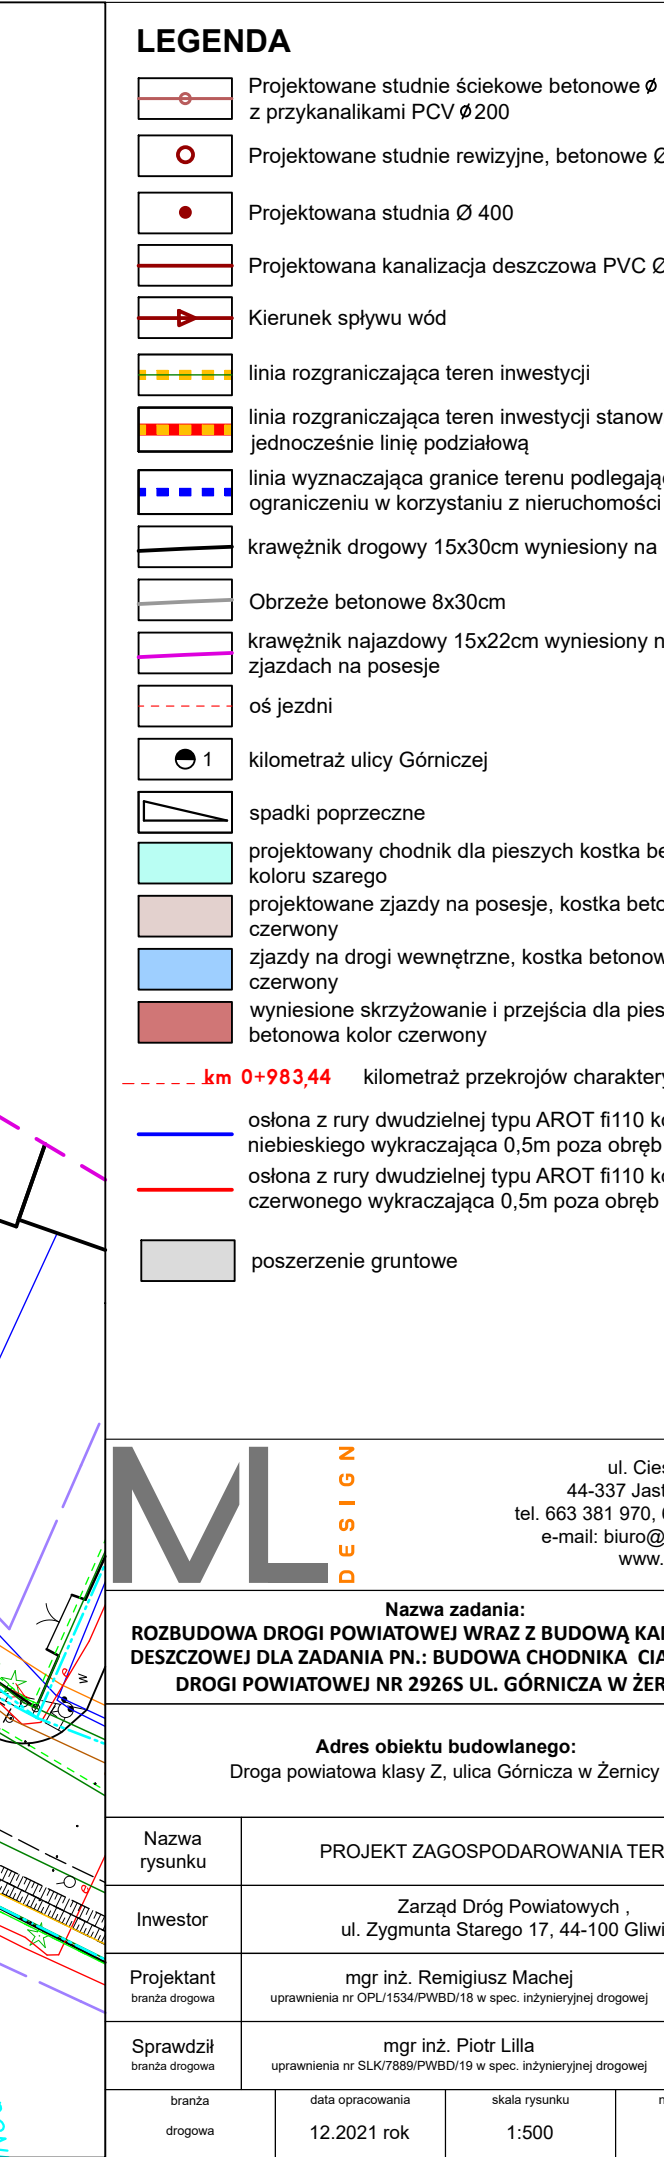 LEGENDA
Projektowane studnie ściekowe betonowe ø
z przykanalikami PCV ø200
Projektowane studnie rewizyjne, betonowe Ø
Projektowana studnia Ø 400
Projektowana kanalizacja deszczowa PVC Ø
Kierunek spływu wód
linia rozgraniczająca teren inwestycji
linia rozgraniczająca teren inwestycji stanow
jednocześnie linię podziałową
linia wyznaczająca granice terenu podlegają
ograniczeniu w korzystaniu z nieruchomości
krawężnik drogowy 15x30cm wyniesiony na
Obrzeże betonowe 8x30cm
krawężnik najazdowy 15x22cm wyniesiony n
zjazdach na posesje
oś jezdni
1 kilometraż ulicy Górniczej
spadki poprzeczne
projektowany chodnik dla pieszych kostka be
koloru szarego
projektowane zjazdy na posesje, kostka beto
czerwony
zjazdy na drogi wewnętrzne, kostka betonow
czerwony
wyniesione skrzyżowanie i przejścia dla pies
betonowa kolor czerwony
km 0+983,44 kilometraż przekrojów charaktery
osłona z rury dwudzielnej typu AROT fi110 ko
niebieskiego wykraczająca 0,5m poza obręb
osłona z rury dwudzielnej typu AROT fi110 ko
czerwonego wykraczająca 0,5m poza obręb
poszerzenie gruntowe
ML DESIGN
ul. Cies
44-337 Jast
tel. 663 381 970,
e-mail: biuro@
www.
Nazwa zadania:
ROZBUDOWA DROGI POWIATOWEJ WRAZ Z BUDOWĄ KA
DESZCZOWEJ DLA ZADANIA PN.: BUDOWA CHODNIKA CIĄ
DROGI POWIATOWEJ NR 2926S UL. GÓRNICZA W ŻER
Adres obiektu budowlanego:
Droga powiatowa klasy Z, ulica Górnicza w Żernicy
Nazwa rysunku
PROJEKT ZAGOSPODAROWANIA TER
Inwestor
Zarząd Dróg Powiatowych ,
ul. Zygmunta Starego 17, 44-100 Gliwi
Projektant
branża drogowa
mgr inż. Remigiusz Machej
uprawnienia nr OPL/1534/PWBD/18 w spec. inżynieryjnej drogowej
Sprawdził
branża drogowa
mgr inż. Piotr Lilla
uprawnienia nr SLK/7889/PWBD/19 w spec. inżynieryjnej drogowej
branża
drogowa
data opracowania
12.2021 rok
skala rysunku
1:500